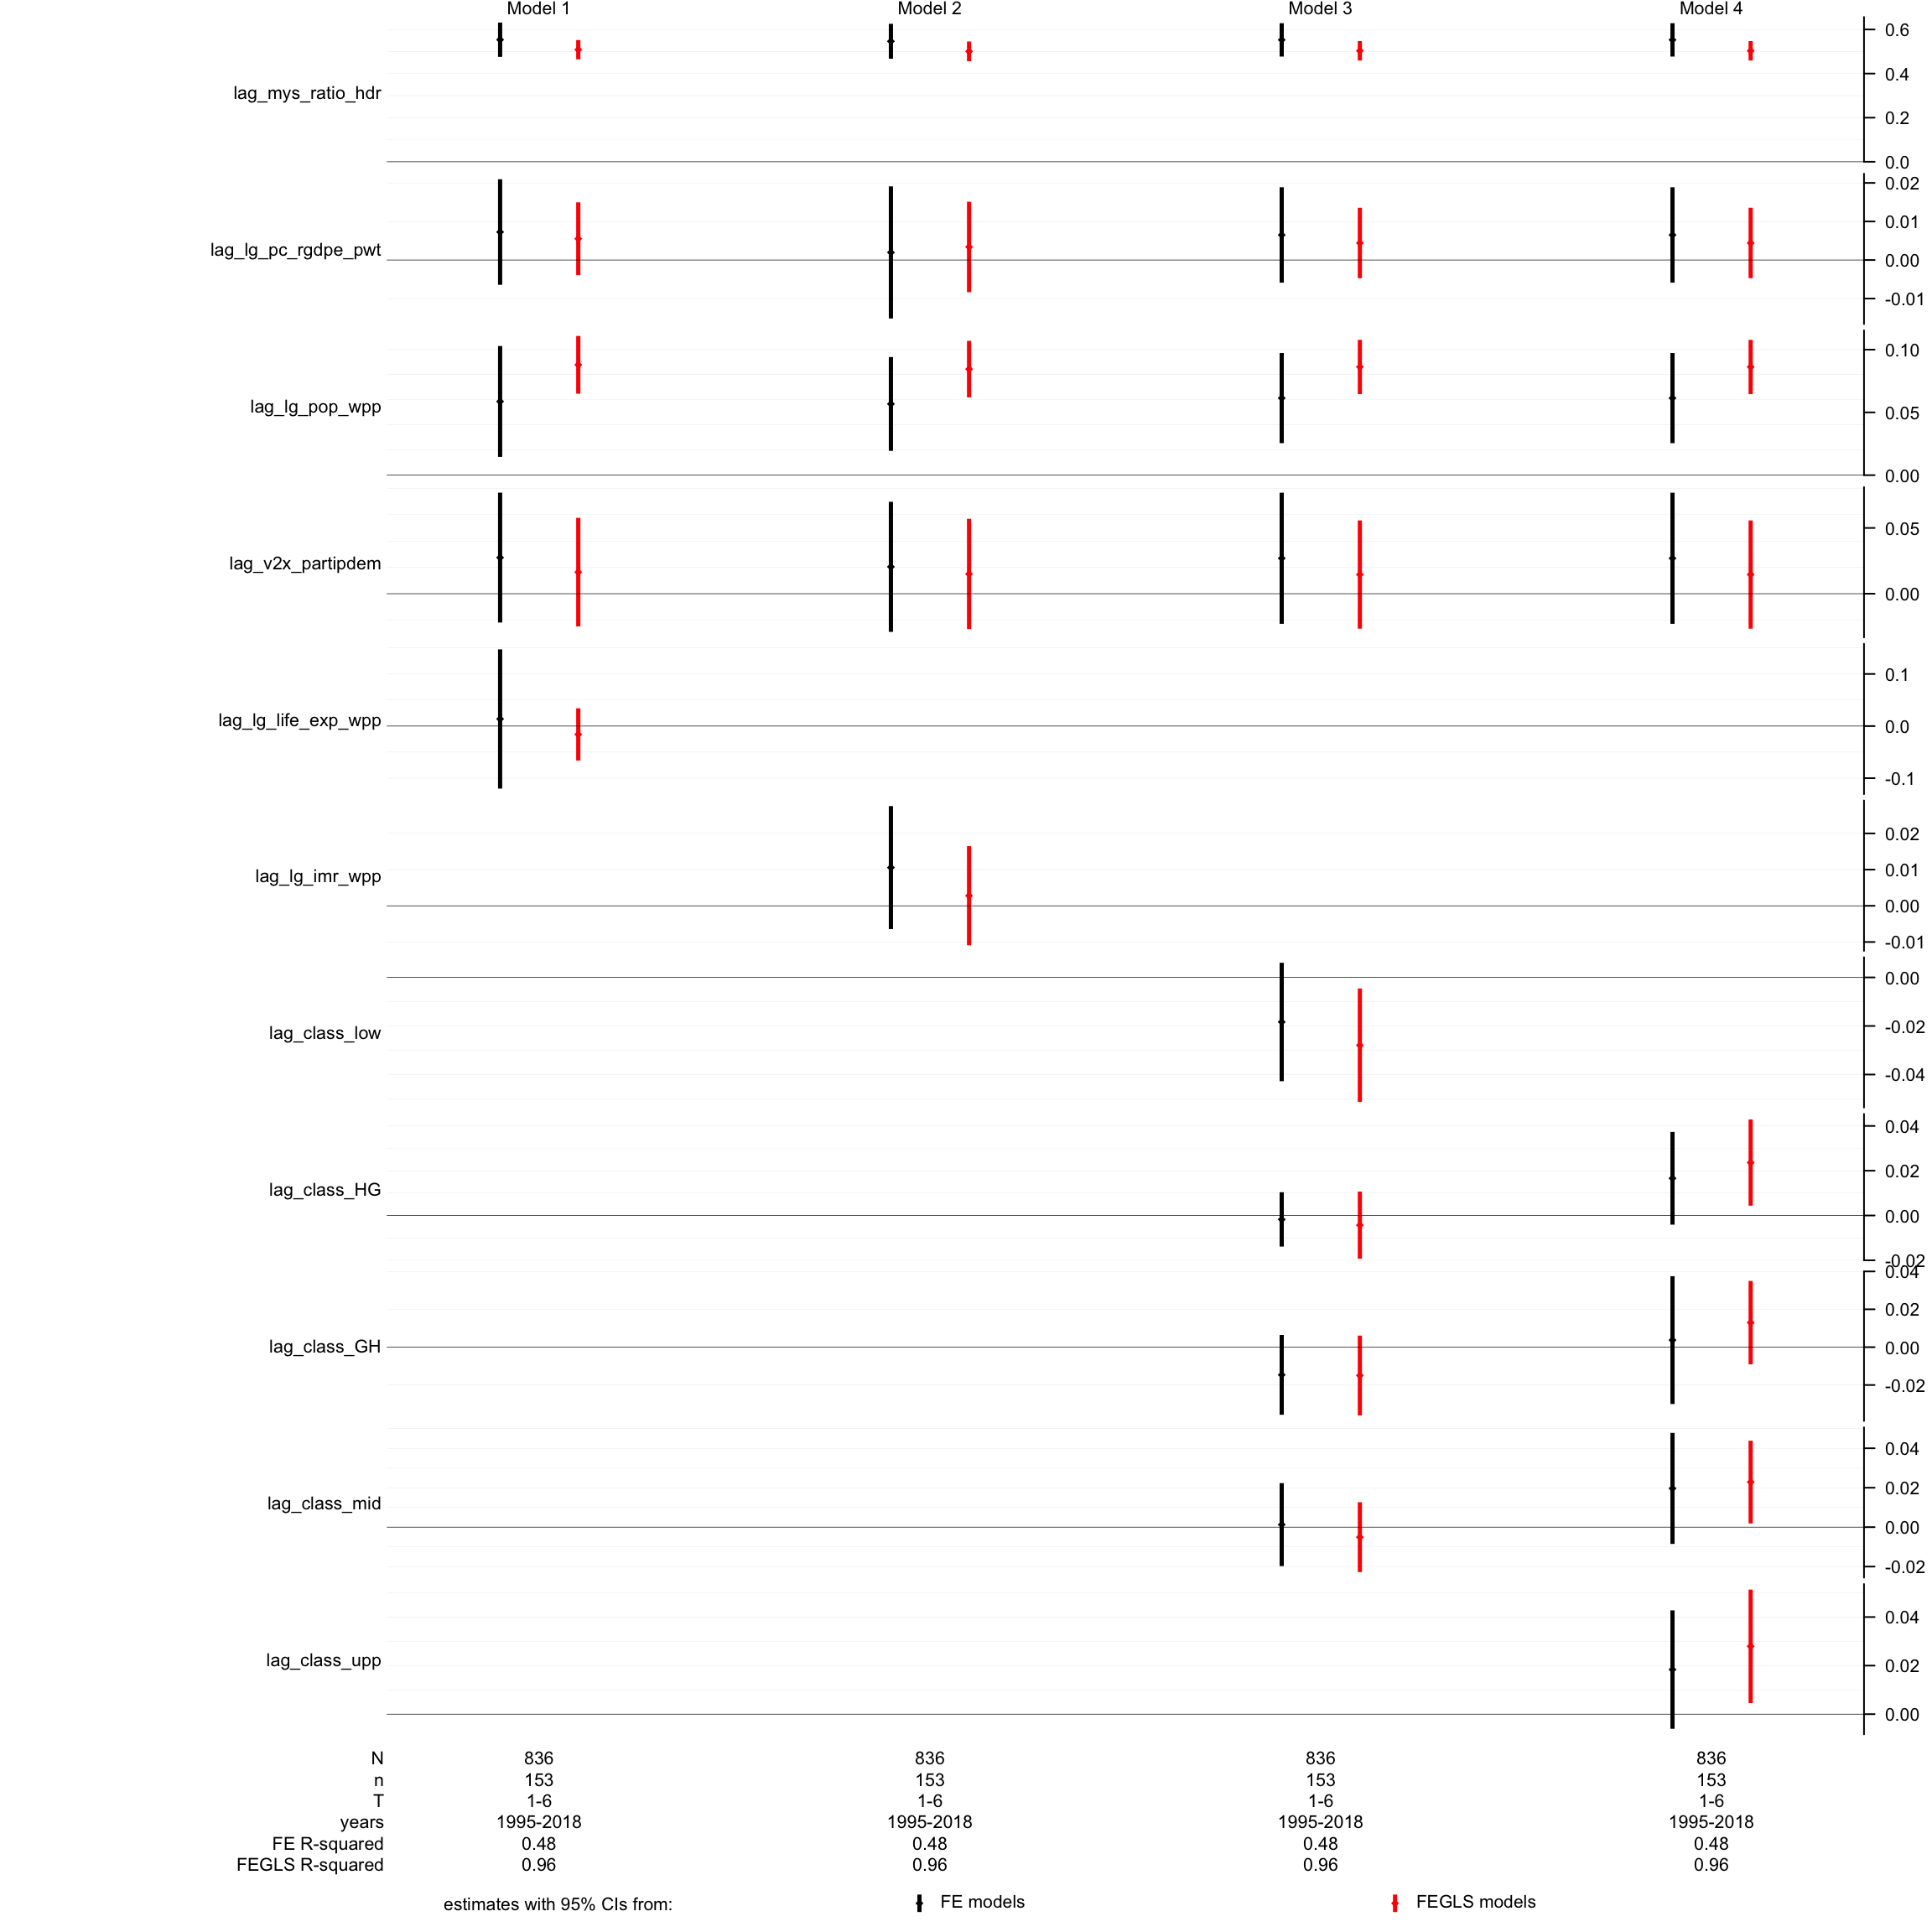 Model 1 Model 2 Model 3 Model 4
lag_mys_ratio_hdr
0.6
0.4
0.2
0.0
lag_lg_pc_rgdpe_pwt
0.02
0.01
0.00
-0.01
lag_lg_pop_wpp
0.10
0.05
0.00
lag_v2x_partipdem
0.05
0.00
lag_lg_life_exp_wpp
0.1
0.0
-0.1
lag_lg_imr_wpp
0.02
0.01
0.00
-0.01
lag_class_low
0.00
-0.02
-0.04
lag_class_HG
0.04
0.02
0.00
-0.02
lag_class_GH
0.04
0.02
0.00
-0.02
lag_class_mid
0.04
0.02
0.00
-0.02
lag_class_upp
0.04
0.02
0.00
N 836 836 836 836
n 153 153 153 153
T 1-6 1-6 1-6 1-6
years 1995-2018 1995-2018 1995-2018 1995-2018
FE R-squared 0.48 0.48 0.48 0.48
FEGLS R-squared 0.96 0.96 0.96 0.96
estimates with 95% CIs from: FE models FEGLS models